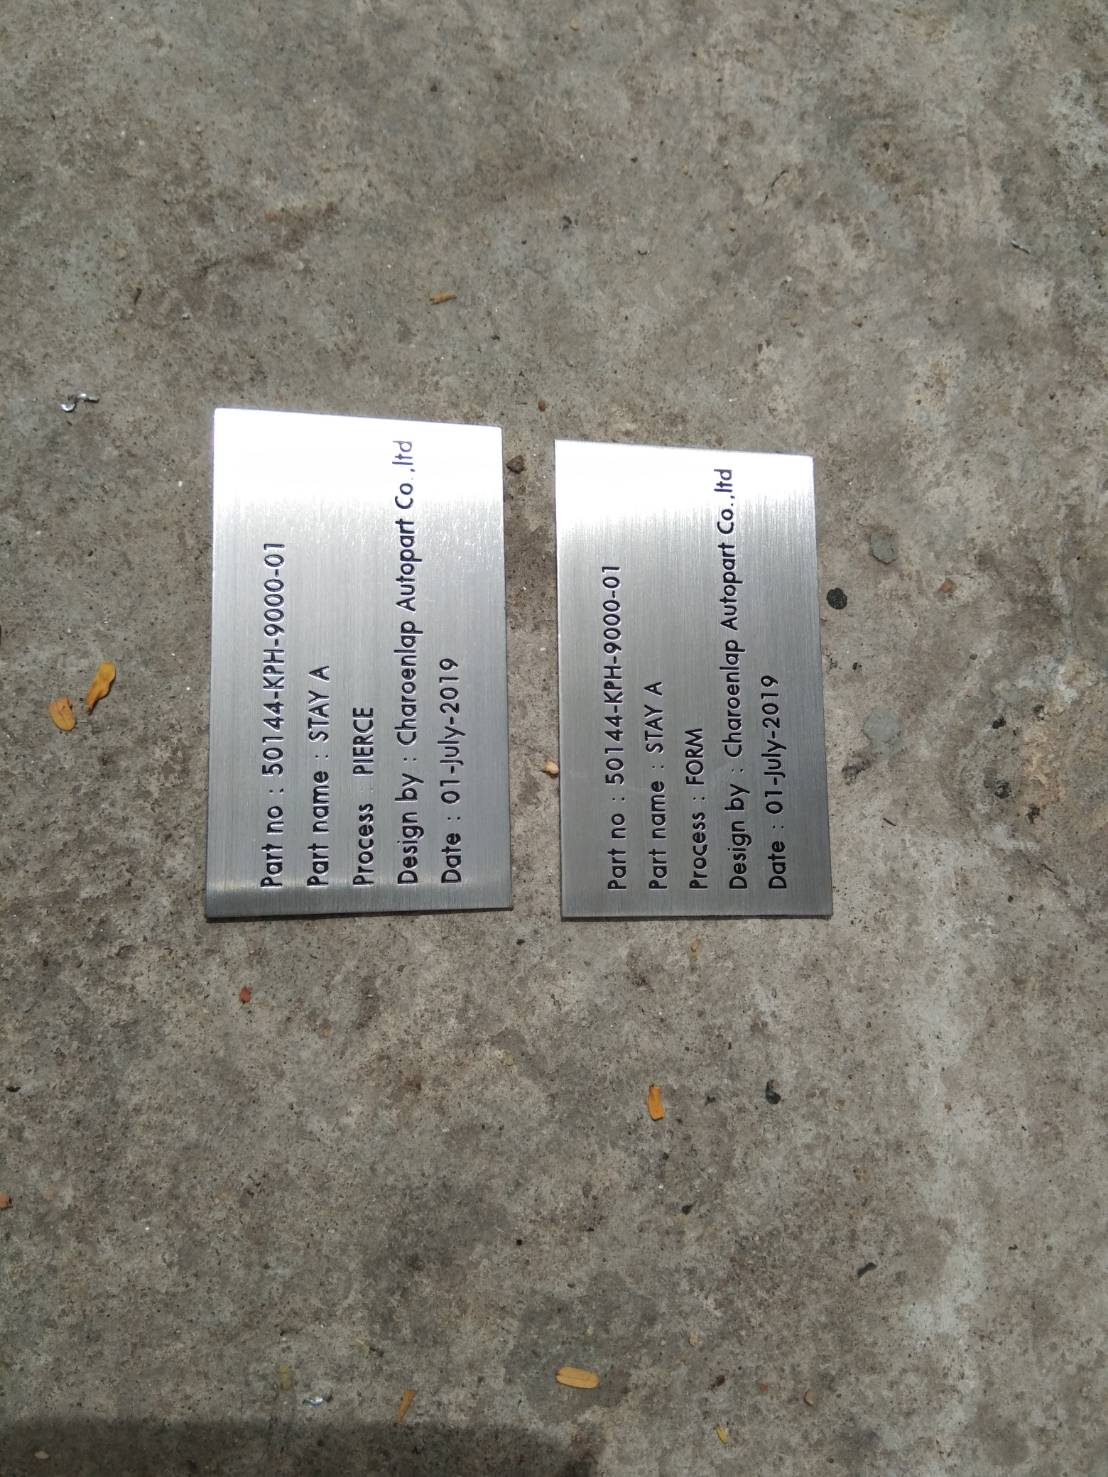 Part no : 50144-KPH-9000-01
Part name : STAY A
Process : PIERCE
Design by : Charoenlap Autopart Co.,ltd
Date : 01-July-2019
Part no : 50144-KPH-9000-01
Part name : STAY A
Process : FORM
Design by : Charoenlap Autopart Co.,ltd
Date : 01-July-2019